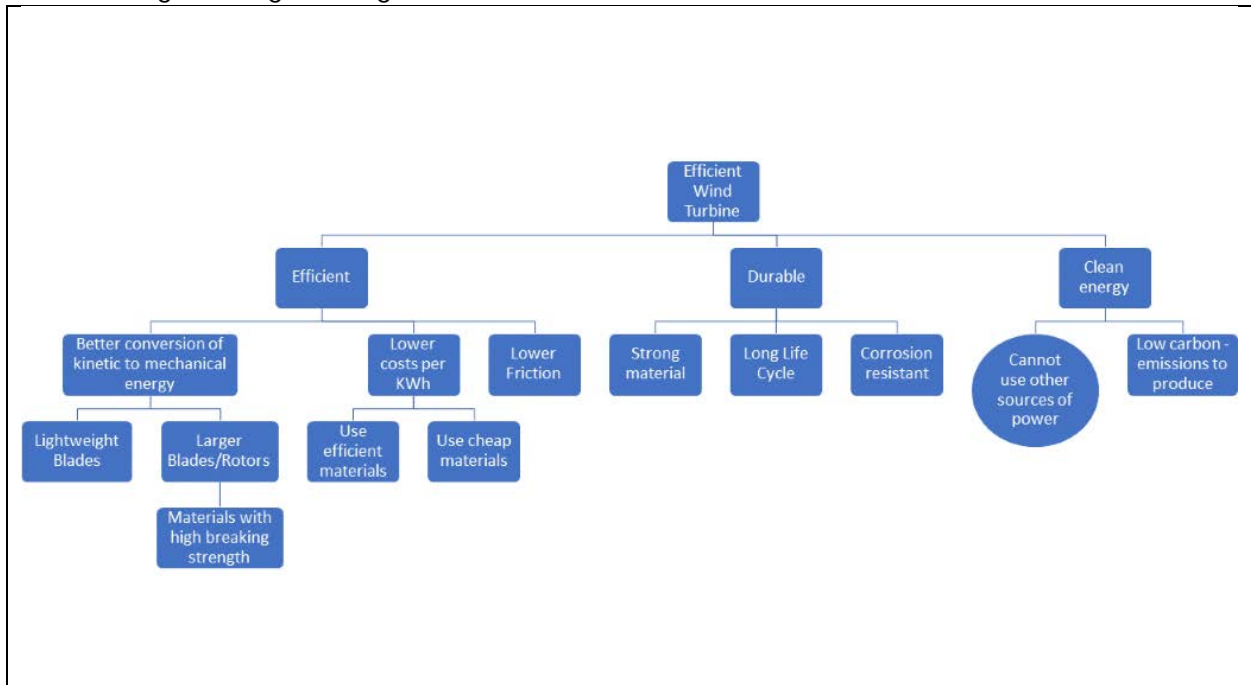 Efficient
Wind
Turbine
Efficient
Durable
Clean
energy
Better conversion of
kinetic to mechanical
energy
Lower
costs per
KWh
Lower
Friction
Strong
material
Long Life
Cycle
Corrosion
resistant
Cannot
use other
sources of
power
Low carbon -
emissions to
produce
Lightweight
Blades
Larger
Blades/Rotors
Use
efficient
materials
Use cheap
materials
Materials with
high breaking
strength